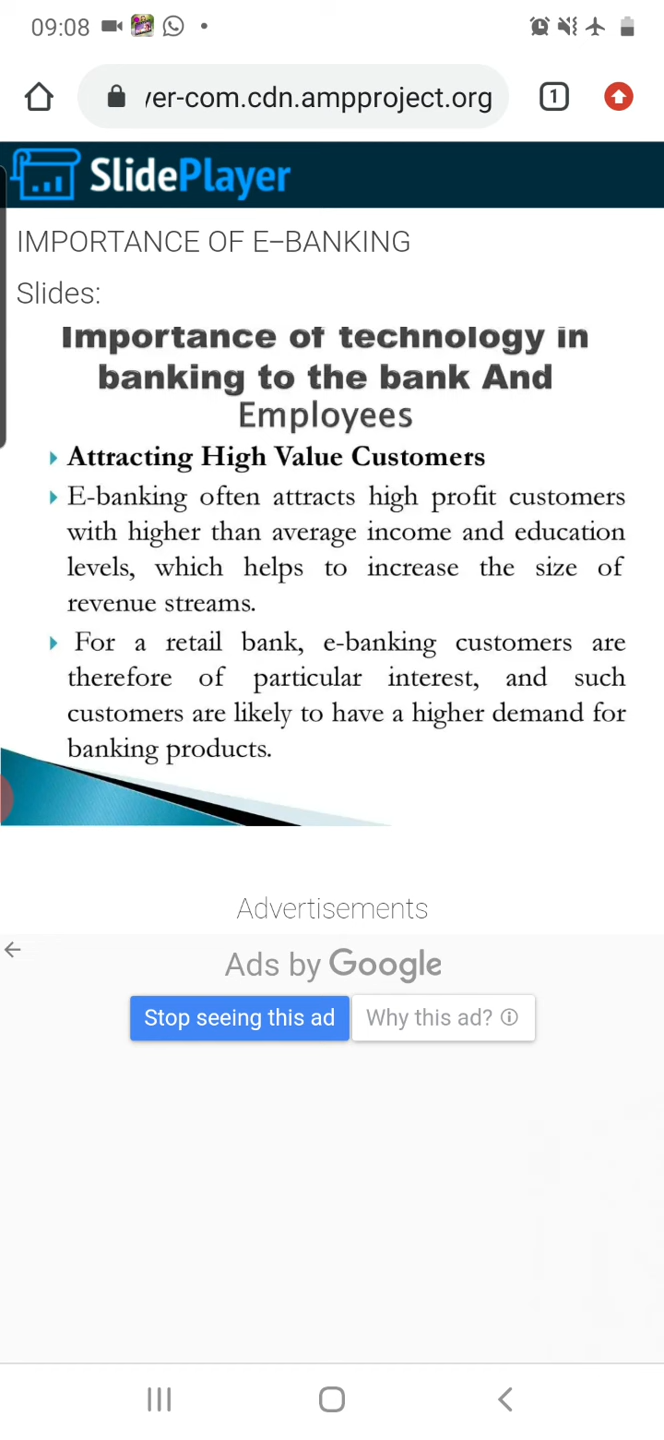 09:08
/er-com.cdn.ampproject.org
1
SlidePlayer
IMPORTANCE OF E-BANKING
Slides:
Importance of technology in
banking to the bank And
Employees
Attracting High Value Customers
E-banking often attracts high profit customers
with higher than average income and education
levels, which helps to increase the size of
revenue streams.
For a retail bank, e-banking customers are
therefore of particular interest, and such
customers are likely to have a higher demand for
banking products.
Advertisements
Ads by Google
Stop seeing this ad
Why this ad?